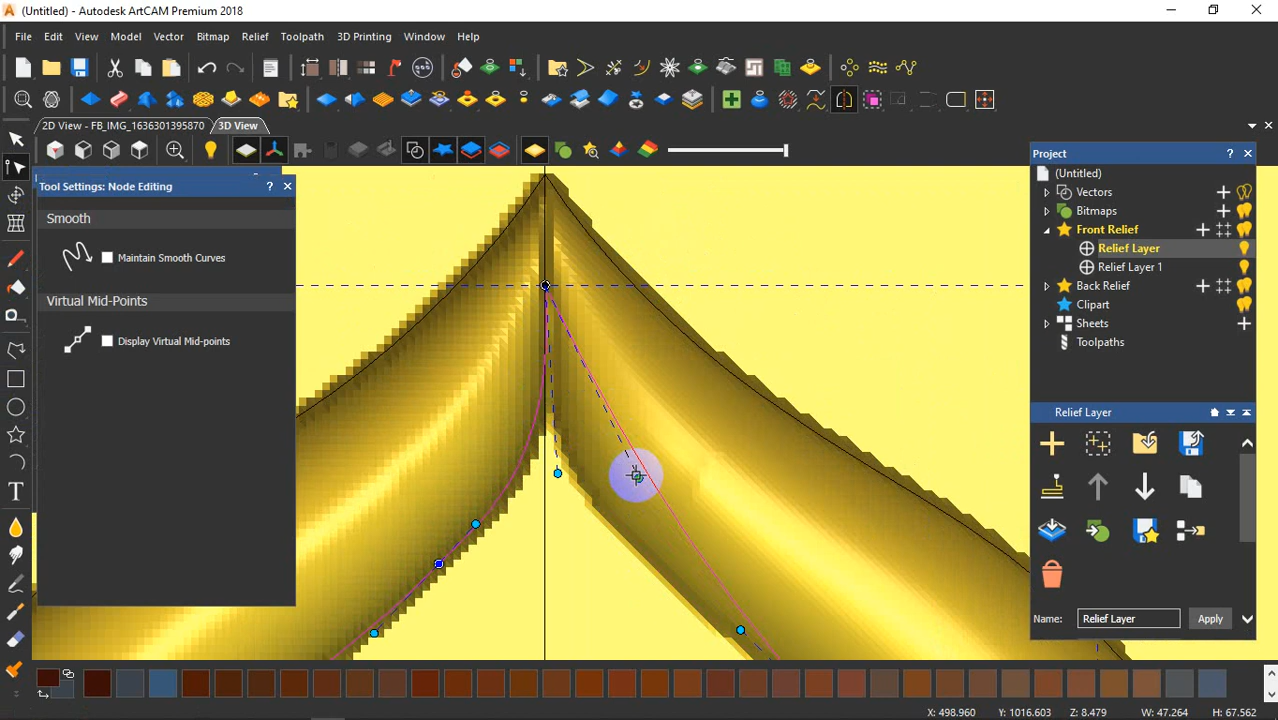 (Untitled) - Autodesk ArtCAM Premium 2018
File Edit View Model Vector Bitmap Relief Toolpath 3D Printing Window Help
2D View - FB_IMG_1636301395870 3D View
Tool Settings: Node Editing ?
Smooth
Maintain Smooth Curves
Virtual Mid-Points
Display Virtual Mid-points
Project ?
(Untitled)
Vectors
Bitmaps
Front Relief
Relief Layer
Relief Layer 1
Back Relief
Clipart
Sheets
Toolpaths
Relief Layer
Name: Relief Layer Apply
X: 498.960 Y: 1016.603 Z: 8.479 W: 47.264 H: 67.562